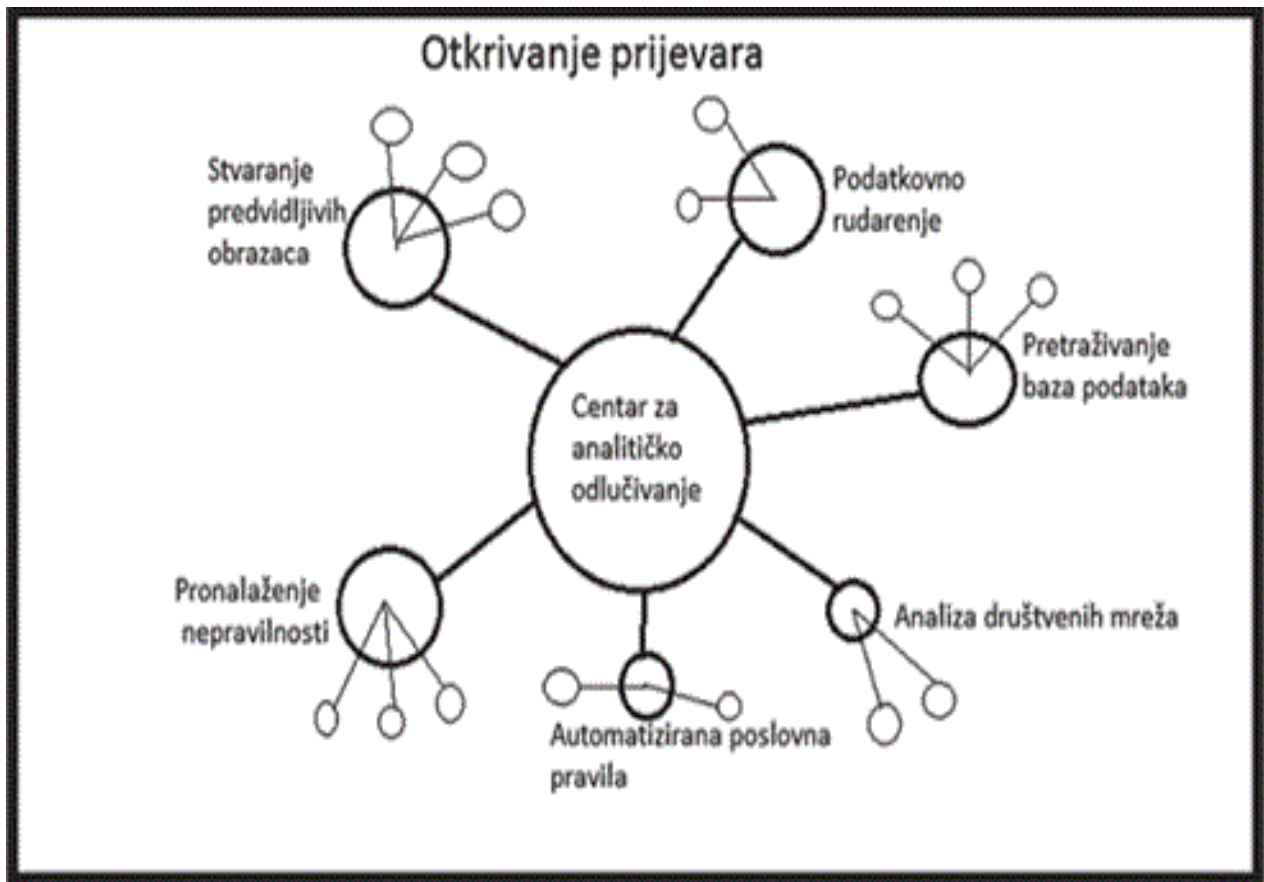 Otkrivanje prijevara
Stvaranje
predvidljivih
obrazaca
Podatkovno
rudarenje
Pretraživanje
baza podataka
Centar za
analitičko
odlučivanje
Pronalaženje
nepravilnosti
Analiza društvenih mreža
Automatizirana poslovna
pravila